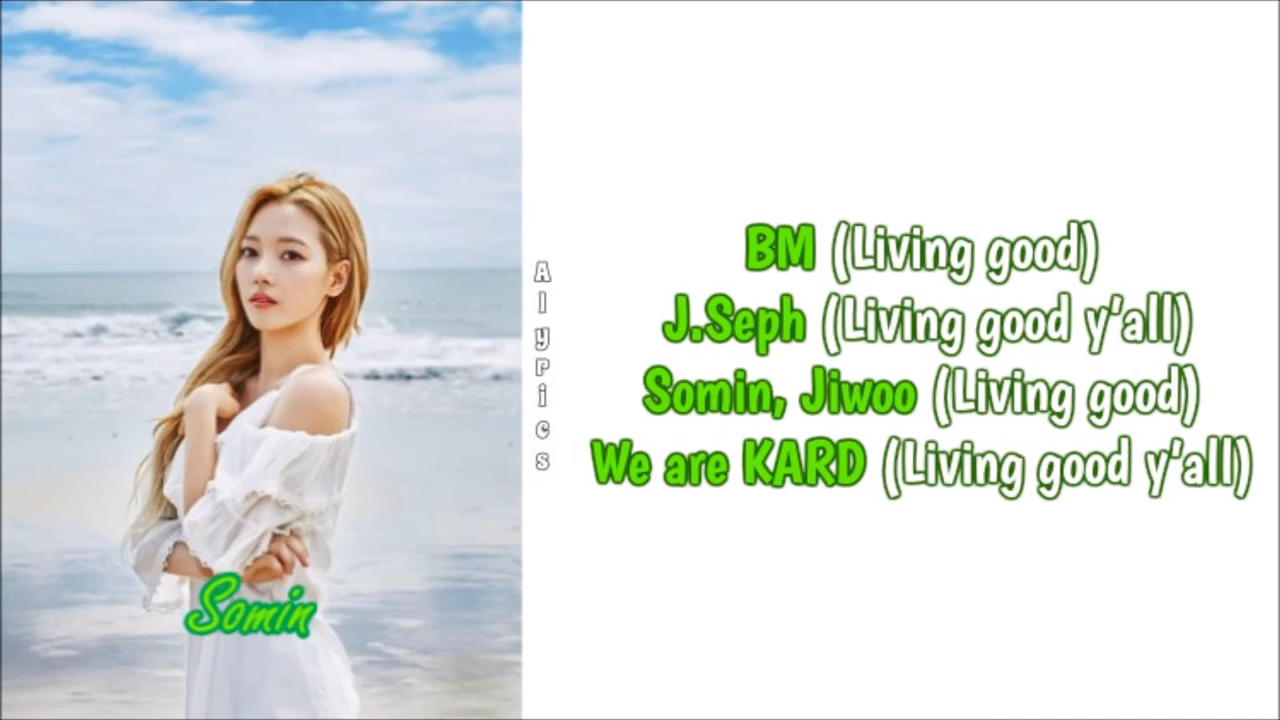 Somin
Alyrics
BM (Living good)
J.Seph (Living good y'all)
Somin, Jiwoo (Living good)
We are KARD (Living good y'all)